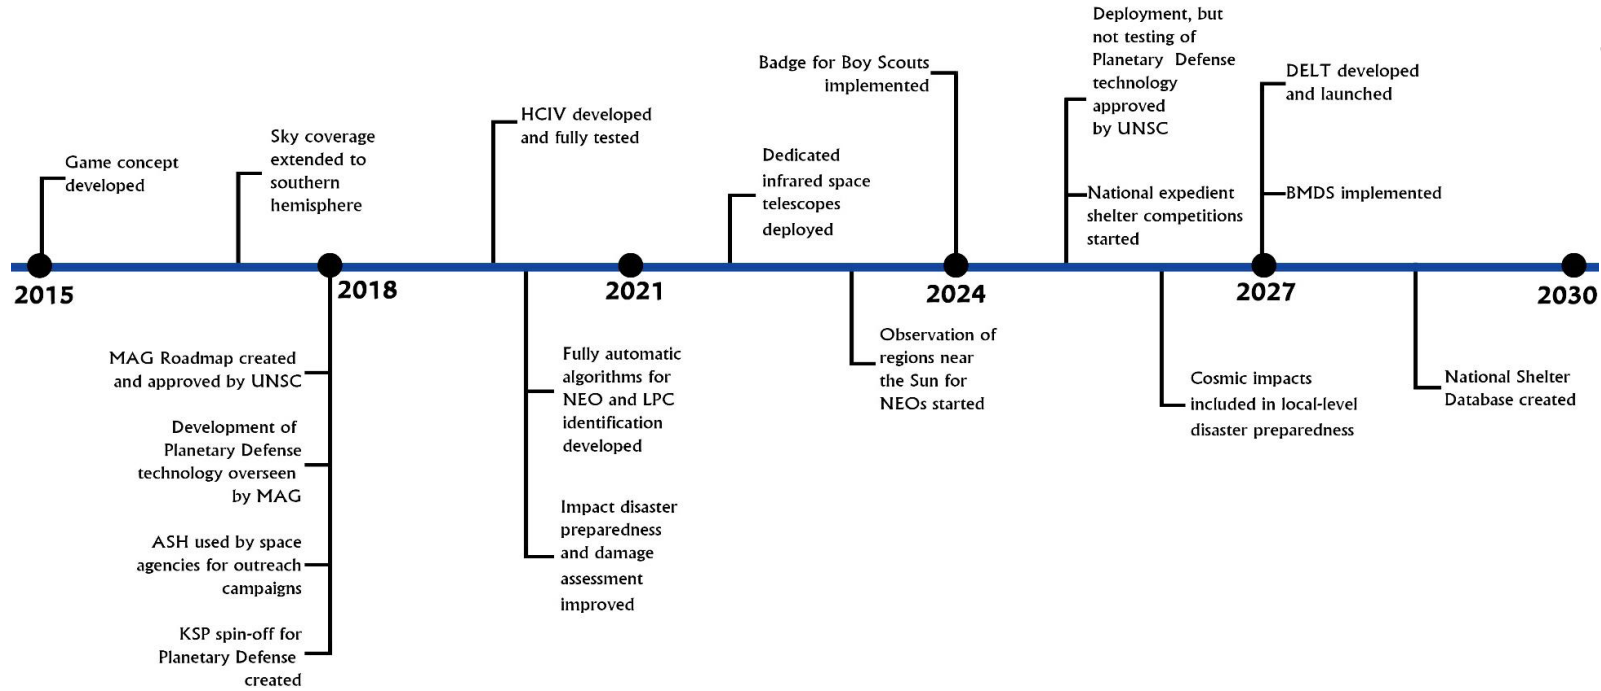 Game concept
developed
Sky coverage
extended to
southern
hemisphere
HCIV developed
and fully tested
Dedicated
infrared space
telescopes
deployed
Badge for Boy Scouts
implemented
Deployment, but
not testing of
Planetary Defense
technology
approved
by UNSC
National expedient
shelter competitions
started
DELT developed
and launched
BMDS implemented
2015
2018
2021
2024
2027
2030
MAG Roadmap created
and approved by UNSC
Development of
Planetary Defense
technology overseen
by MAG
ASH used by space
agencies for outreach
campaigns
KSP spin-off for
Planetary Defense
created
Fully automatic
algorithms for
NEO and LPC
identification
developed
Impact disaster
preparedness
and damage
assessment
improved
Observation of
regions near
the Sun for
NEOs started
Cosmic impacts
included in local-level
disaster preparedness
National Shelter
Database created